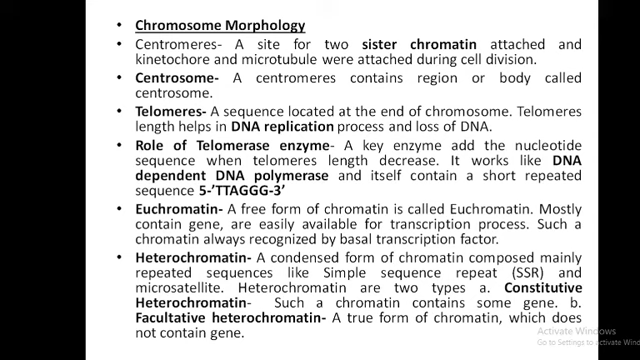 • Chromosome Morphology
• Centromeres- A site for two sister chromatin attached and
kinetochore and microtubule were attached during cell division.
• Centrosome- A centromeres contains region or body called
centrosome.
• Telomeres- A sequence located at the end of chromosome. Telomeres
length helps in DNA replication process and loss of DNA.
• Role of Telomerase enzyme- A key enzyme add the nucleotide
sequence when telomeres length decrease. It works like DNA
dependent DNA polymerase and itself contain a short repeated
sequence 5-’TTAGGG-3’
• Euchromatin- A free form of chromatin is called Euchromatin. Mostly
contain gene, are easily available for transcription process. Such a
chromatin always recognized by basal transcription factor.
• Heterochromatin- A condensed form of chromatin composed mainly
repeated sequences like Simple sequence repeat (SSR) and
microsatellite. Heterochromatin are two types a. Constitutive
Heterochromatin- Such a chromatin contains some gene. b.
Facultative heterochromatin- A true form of chromatin, which does
not contain gene.
Activate Windows
Go to Settings to Activate Win